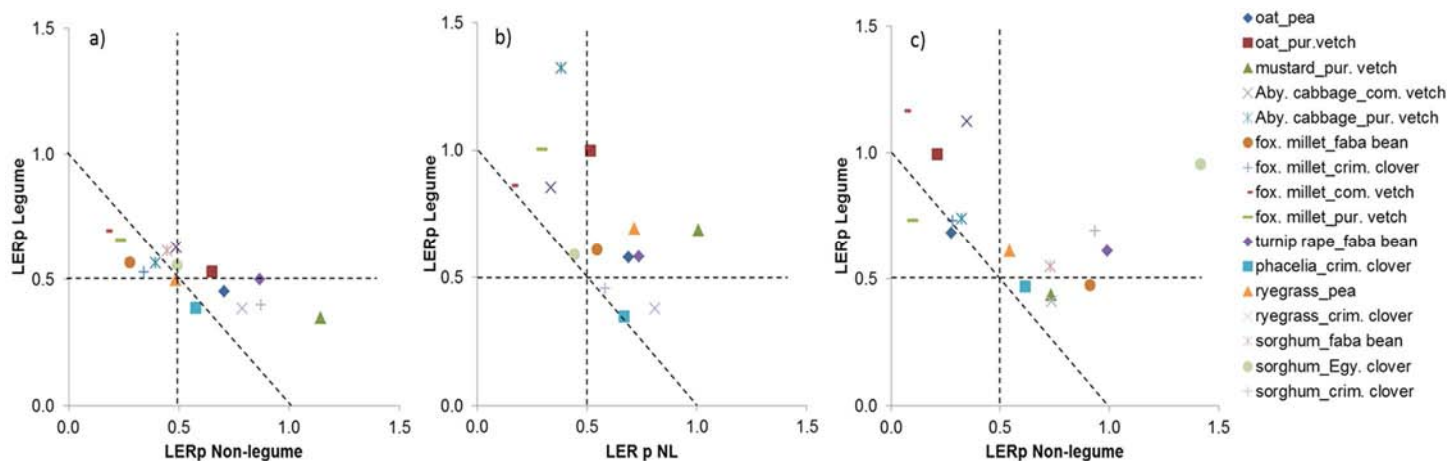 a)
1.5
1.0
0.5
0.0
LERp Legume
0.0 0.5 1.0 1.5
LERp Non-legume
b)
1.5
1.0
0.5
0.0
LERp Legume
0.0 0.5 1.0 1.5
LER p NL
c)
1.5
1.0
0.5
0.0
LERp Legume
0.0 0.5 1.0 1.5
LERp Non-legume
oat_pea
oat_pur.vetch
mustard_pur. vetch
Aby. cabbage_com. vetch
Aby. cabbage_pur. vetch
fox. millet_faba bean
fox. millet_crim. clover
fox. millet_com. vetch
fox. millet_pur. vetch
turnip rape_faba bean
phacelia_crim. clover
ryegrass_pea
ryegrass_crim. clover
sorghum_faba bean
sorghum_Egy. clover
sorghum_crim. clover